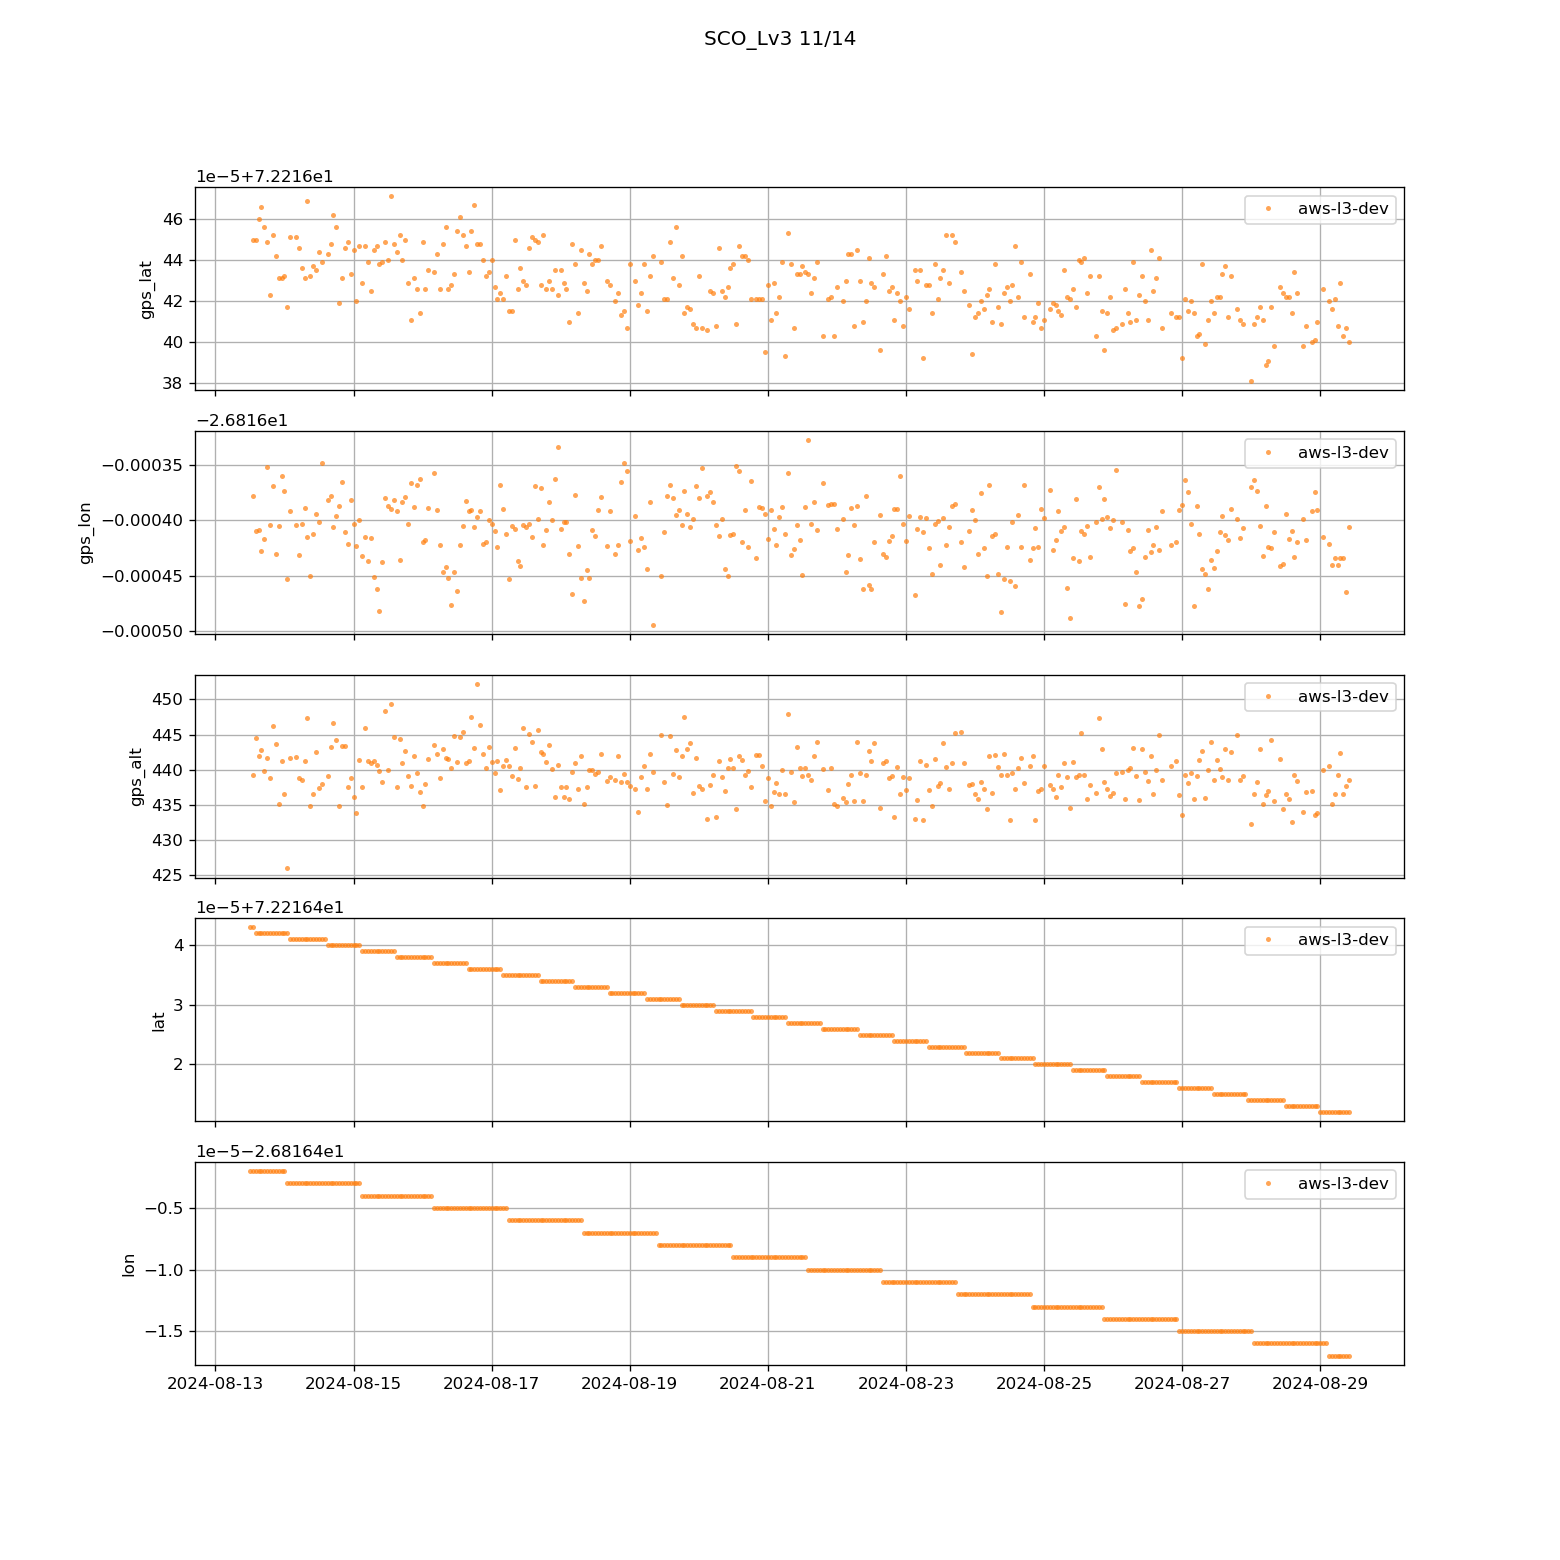 SCO_Lv3 11/14
1e−5+7.2216e1
aws-l3-dev
46
44
42
40
38
gps_lat
−2.6816e1
aws-l3-dev
−0.00035
−0.00040
−0.00045
−0.00050
gps_lon
aws-l3-dev
450
445
440
435
430
425
gps_alt
1e−5+7.22164e1
aws-l3-dev
4
3
2
lat
1e−5−2.68164e1
aws-l3-dev
−0.5
−1.0
−1.5
lon
2024-08-13 2024-08-15 2024-08-17 2024-08-19 2024-08-21 2024-08-23 2024-08-25 2024-08-27 2024-08-29